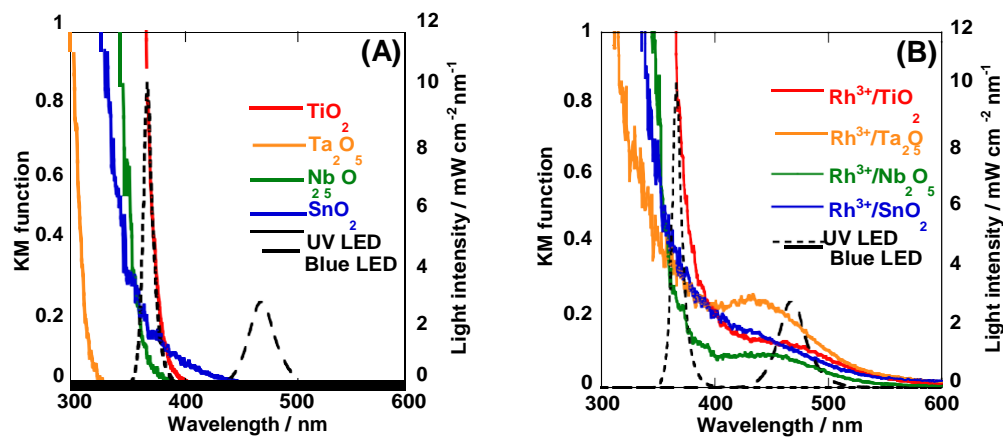 (A)
KM function
1
0.8
0.6
0.4
0.2
0
300 400 500 600
Wavelength / nm
12
10
8
6
4
2
0
Light intensity / mW cm⁻² nm⁻¹
TiO₂
Ta₂O₅
Nb₂O₅
SnO₂
UV LED
Blue LED
(B)
KM function
1
0.8
0.6
0.4
0.2
0
300 400 500 600
Wavelength / nm
12
10
8
6
4
2
0
Light intensity / mW cm⁻² nm⁻¹
Rh³⁺/TiO₂
Rh³⁺/Ta₂O₅
Rh³⁺/Nb₂O₅
Rh³⁺/SnO₂
UV LED
Blue LED